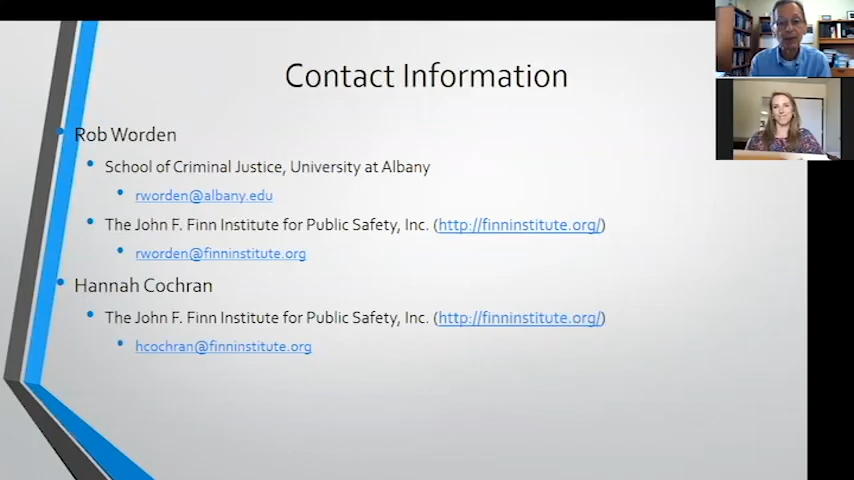 Contact Information
Rob Worden
School of Criminal Justice, University at Albany
rworden@albany.edu
The John F. Finn Institute for Public Safety, Inc. (http://finninstitute.org/)
rworden@finninstitute.org
Hannah Cochran
The John F. Finn Institute for Public Safety, Inc. (http://finninstitute.org/)
hcochran@finninstitute.org